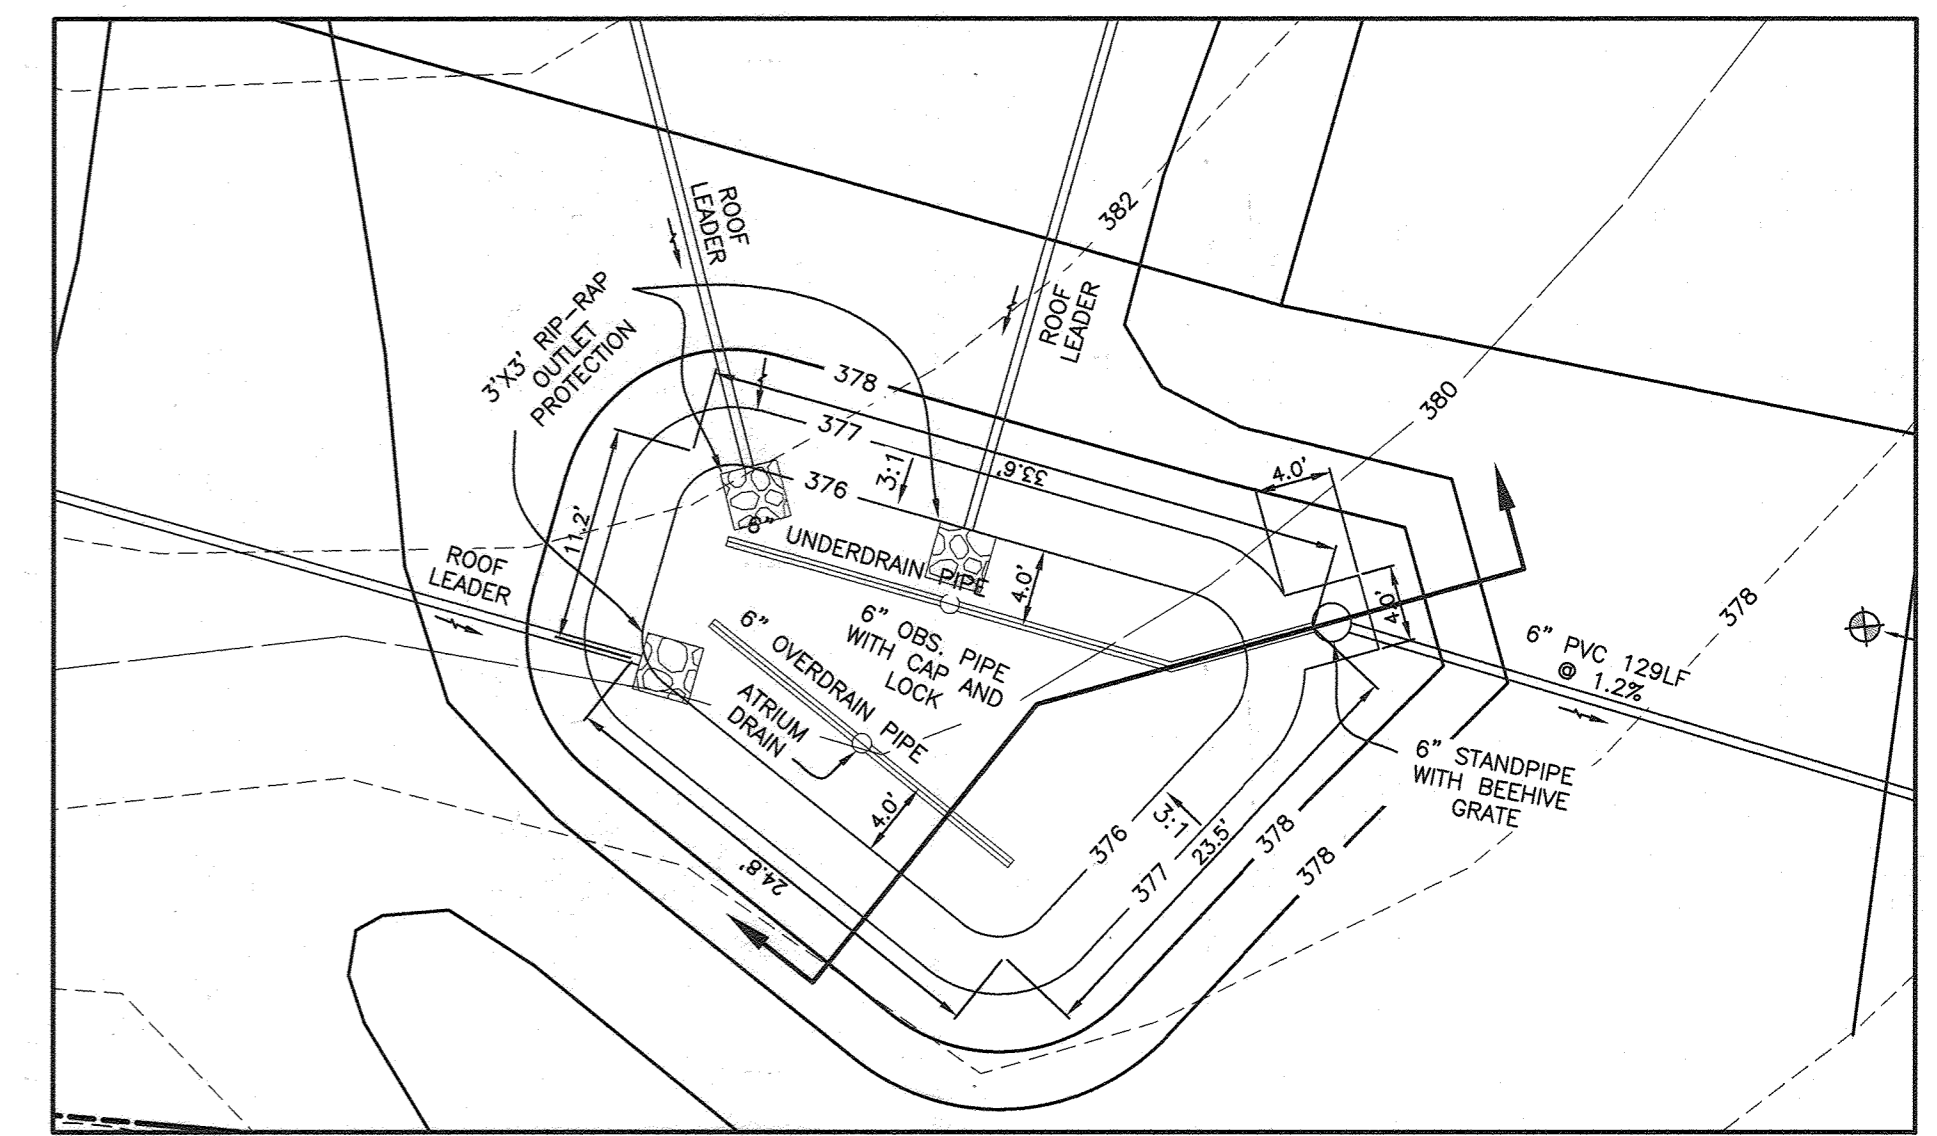 ROOF
LEADER
382
ROOF
LEADER
3'X3' RIP-RAP
OUTLET
PROTECTION
378
377
376
3:1
33.6'
4.0'
380
11.2'
6" UNDERDRAIN PIPE
4.0'
4.0'
ROOF
LEADER
6" OBS. PIPE
WITH CAP AND
LOCK
6" OVERDRAIN PIPE
ATRIUM
DRAIN
378
6" PVC 129LF
@ 1.2%
6" STANDPIPE
WITH BEEHIVE
GRATE
4.0'
24.8'
376
3:1
377
23.5'
378
378